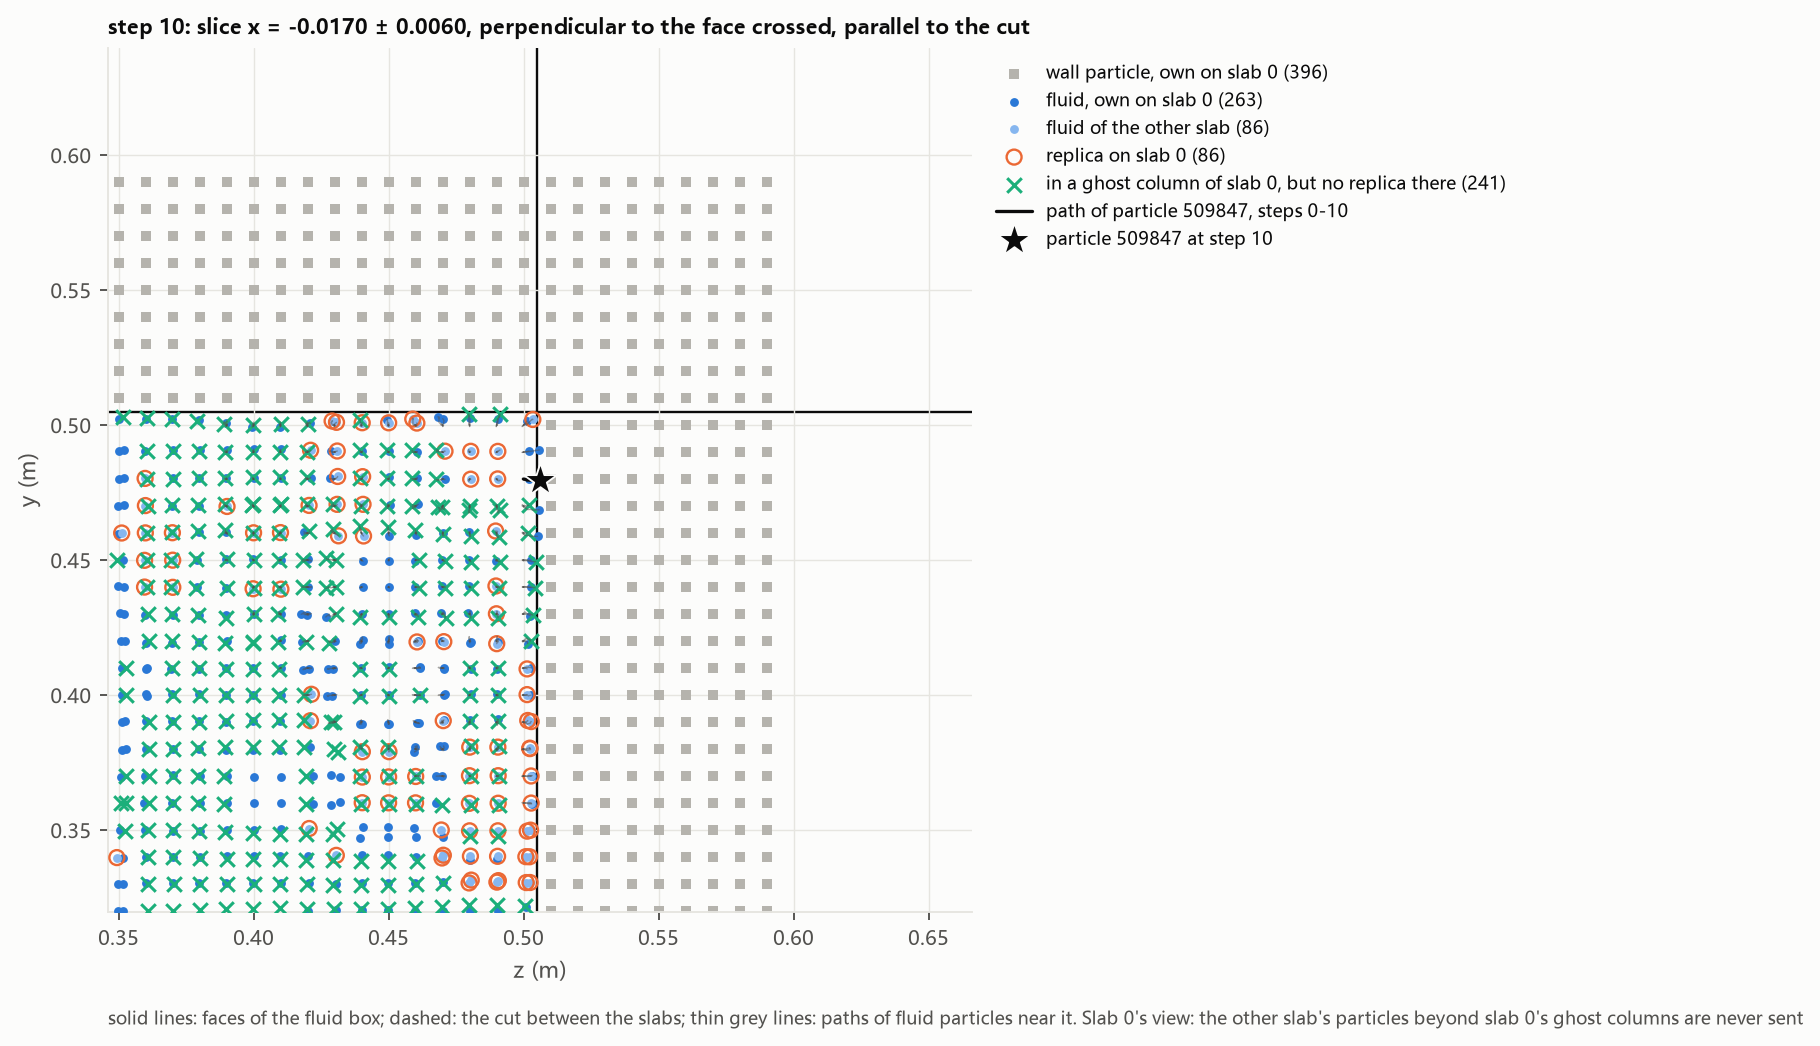 step 10: slice x = -0.0170 ± 0.0060, perpendicular to the face crossed, parallel to the cut
wall particle, own on slab 0 (396)
fluid, own on slab 0 (263)
fluid of the other slab (86)
replica on slab 0 (86)
in a ghost column of slab 0, but no replica there (241)
path of particle 509847, steps 0-10
particle 509847 at step 10
0.60
0.55
0.50
0.45
0.40
0.35
y (m)
0.35 0.40 0.45 0.50 0.55 0.60 0.65
z (m)
solid lines: faces of the fluid box; dashed: the cut between the slabs; thin grey lines: paths of fluid particles near it. Slab 0's view: the other slab's particles beyond slab 0's ghost columns are never sent